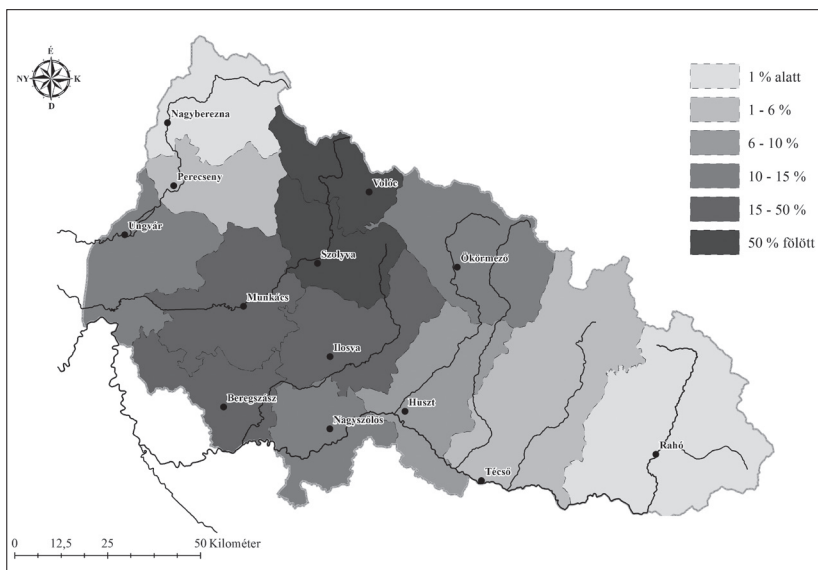 É
NY K
D
1 % alatt
1 - 6 %
6 - 10 %
10 - 15 %
15 - 50 %
50 % fölött
Nagyberezna
Perecseny
Volóc
Ungvár
Szolyva
Ökörmező
Munkács
Ilosva
Beregszász
Huszt
Nagyszőlős
Rahó
Técső
0 12,5 25 50 Kilométer